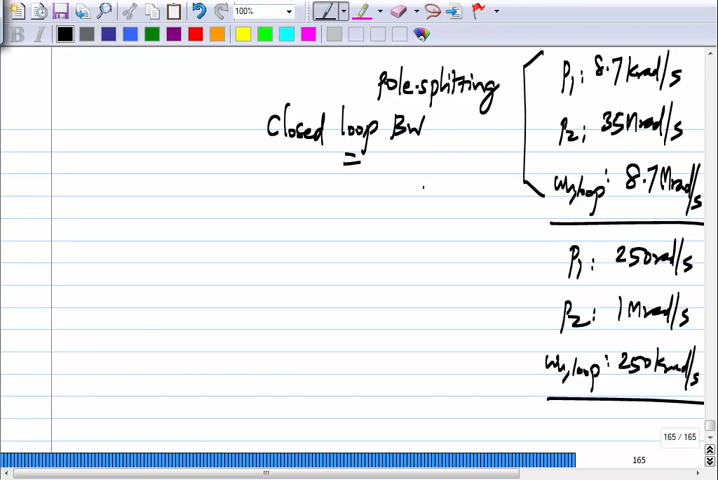 100%
B I
Pole-splitting
Closed loop BW
P1: 8.7krad/s
P2: 35Mrad/s
ωu,loop: 8.7Mrad/s
P1: 250rad/s
P2: 1Mrad/s
ωu,loop: 250krad/s
165 / 165
165